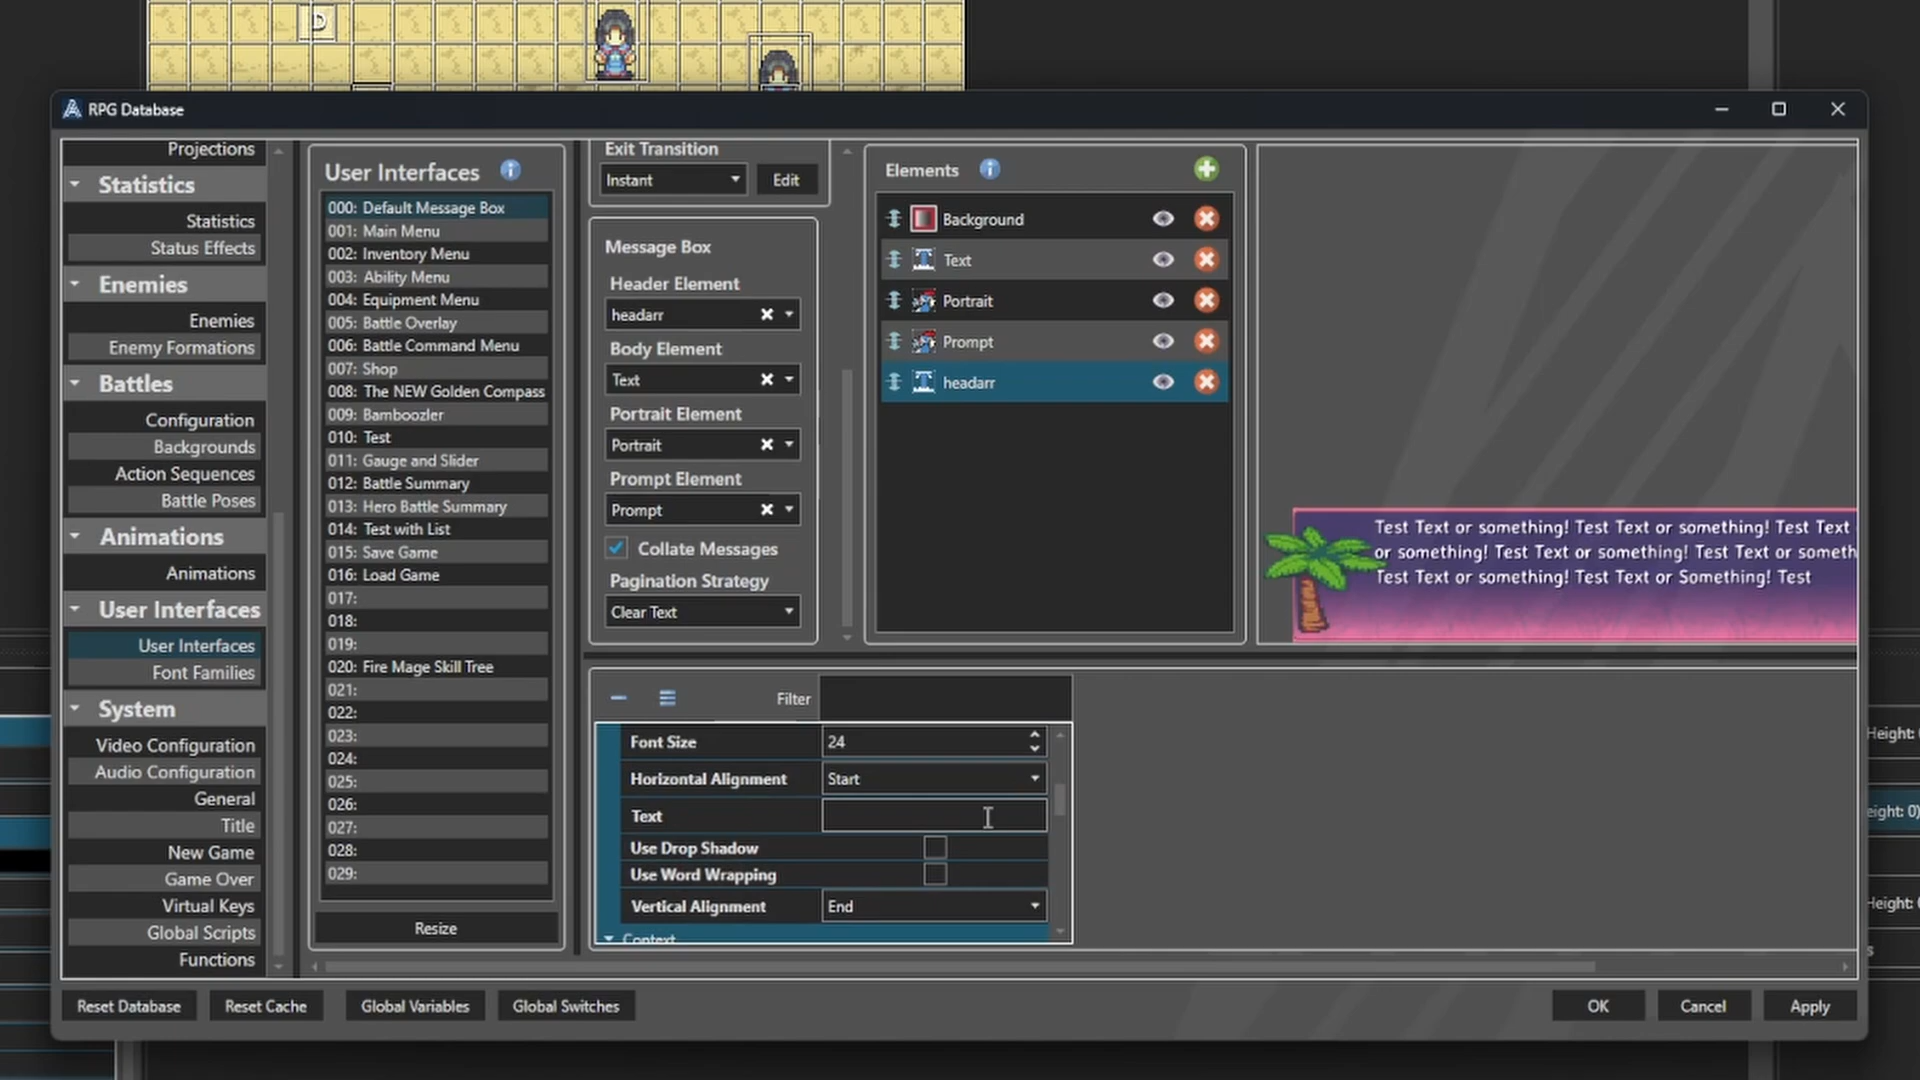 D
RPG Database
Projections
Statistics
Statistics
Status Effects
Enemies
Enemies
Enemy Formations
Battles
Configuration
Backgrounds
Action Sequences
Battle Poses
Animations
Animations
User Interfaces
User Interfaces
Font Families
System
Video Configuration
Audio Configuration
General
Title
New Game
Game Over
Virtual Keys
Global Scripts
Functions
User Interfaces
000: Default Message Box
001: Main Menu
002: Inventory Menu
003: Ability Menu
004: Equipment Menu
005: Battle Overlay
006: Battle Command Menu
007: Shop
008: The NEW Golden Compass
009: Bamboozler
010: Test
011: Gauge and Slider
012: Battle Summary
013: Hero Battle Summary
014: Test with List
015: Save Game
016: Load Game
017:
018:
019:
020: Fire Mage Skill Tree
021:
022:
023:
024:
025:
026:
027:
028:
029:
Resize
Exit Transition
Instant
Edit
Message Box
Header Element
headarr
Body Element
Text
Portrait Element
Portrait
Prompt Element
Prompt
Collate Messages
Pagination Strategy
Clear Text
Elements
Background
Text
Portrait
Prompt
headarr
Test Text or something! Test Text or something! Test Text
or something! Test Text or something! Test Text or someth
Test Text or something! Test Text or Something! Test
Filter
Font Size
24
Horizontal Alignment
Start
Text
Use Drop Shadow
Use Word Wrapping
Vertical Alignment
End
Context
Height:
eight: 0)
Height:
s
Reset Database
Reset Cache
Global Variables
Global Switches
OK
Cancel
Apply